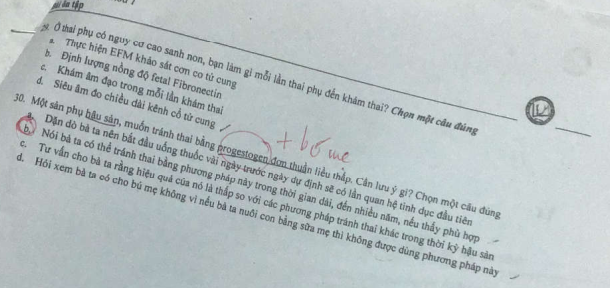 ôn tập
29. Ở thai phụ có nguy cơ cao sanh non, bạn làm gì mỗi lần thai phụ đến khám thai? Chọn một câu đúng
a. Thực hiện EFM khảo sát cơn co tử cung
b. Định lượng nồng độ fetal Fibronectin
c. Khám âm đạo trong mỗi lần khám thai
d. Siêu âm đo chiều dài kênh cổ tử cung
+ bú mẹ
30. Một sản phụ hậu sản, muốn tránh thai bằng progestogen đơn thuần liều thấp. Cần lưu ý gì? Chọn một câu đúng
a. Dặn dò bà ta nên bắt đầu uống thuốc vài ngày trước ngày dự định sẽ có lần quan hệ tình dục đầu tiên
b. Nói bà ta có thể tránh thai bằng phương pháp này trong thời gian dài, đến nhiều năm, nếu thấy phù hợp
c. Tư vấn cho bà ta rằng hiệu quả của nó là thấp so với các phương pháp tránh thai khác trong thời kỳ hậu sản
d. Hỏi xem bà ta có cho bú mẹ không vì nếu bà ta nuôi con bằng sữa mẹ thì không được dùng phương pháp này